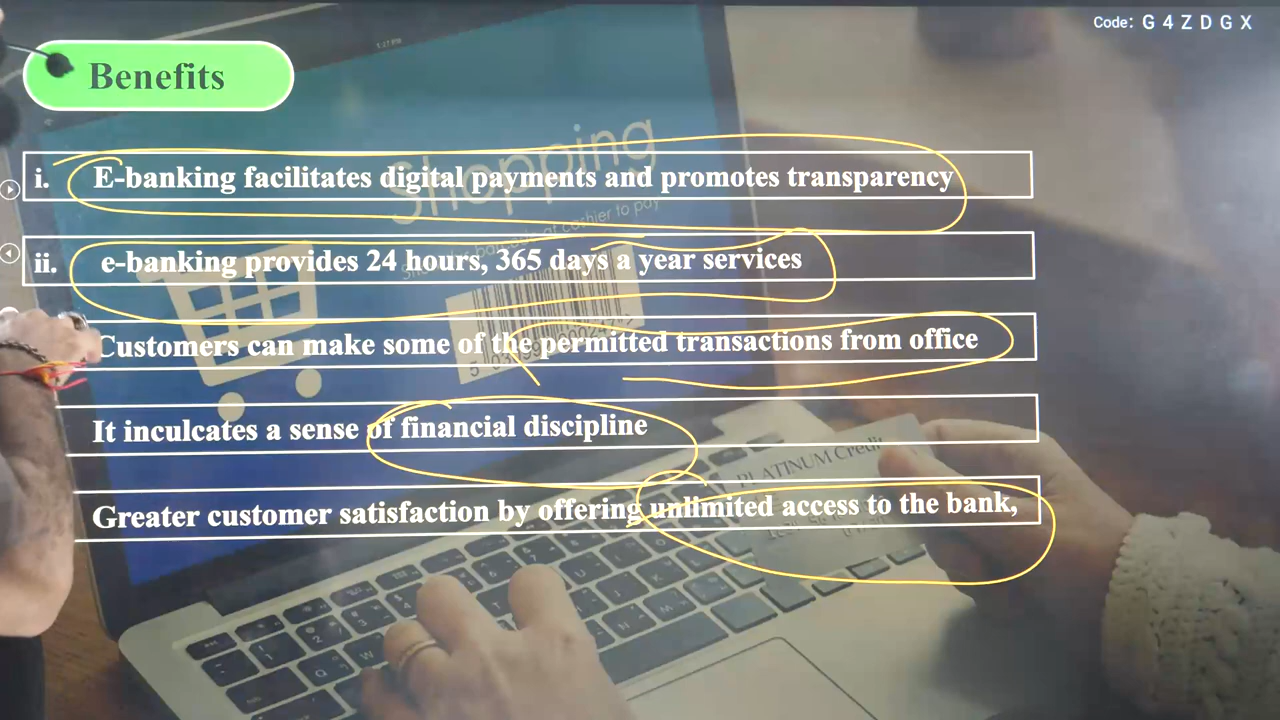 Code: G 4 Z D G X
Benefits
i. E-banking facilitates digital payments and promotes transparency
ii. e-banking provides 24 hours, 365 days a year services
Customers can make some of the permitted transactions from office
It inculcates a sense of financial discipline
Greater customer satisfaction by offering unlimited access to the bank,
Shopping
PLATINUM Credit